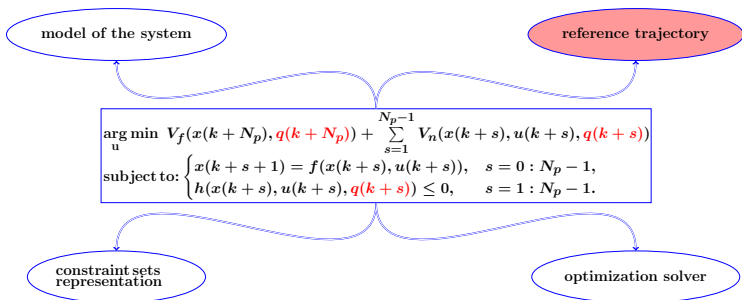 model of the system
reference trajectory
arg min V_f(x(k + N_p), q(k + N_p)) + ∑_{s=1}^{N_p−1} V_n(x(k + s), u(k + s), q(k + s))
u
subject to: { x(k + s + 1) = f(x(k + s), u(k + s)), s = 0 : N_p − 1,
h(x(k + s), u(k + s), q(k + s)) ≤ 0, s = 1 : N_p − 1.
constraint sets
representation
optimization solver